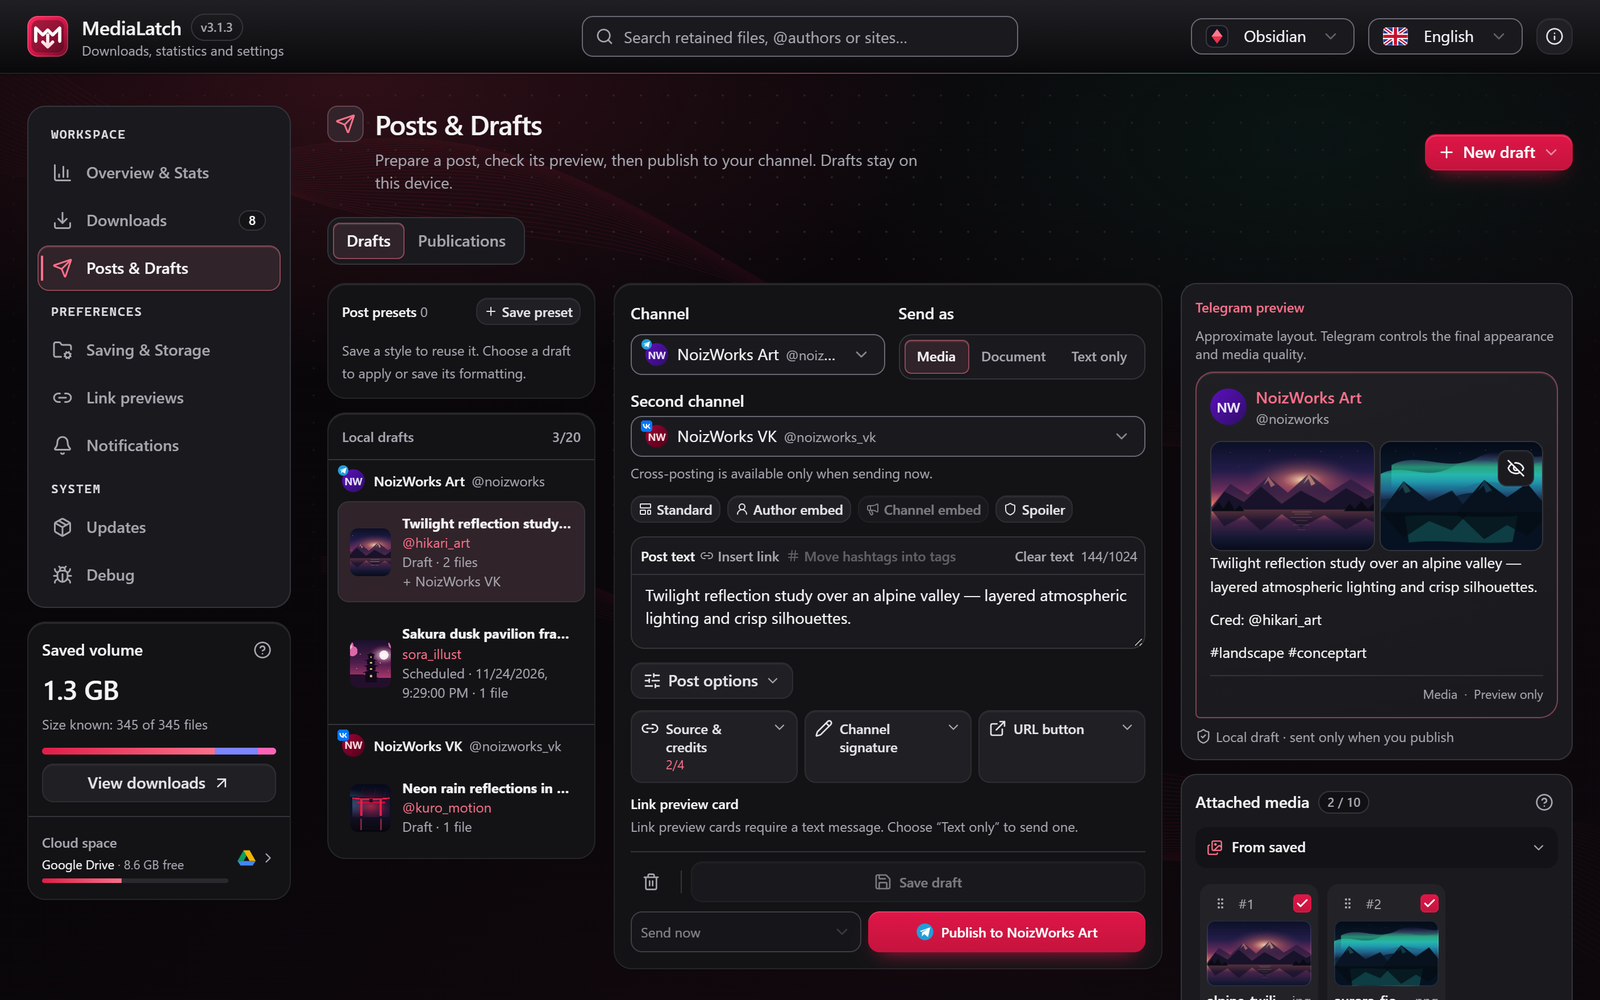 MediaLatch v3.1.3
Downloads, statistics and settings
Search retained files, @authors or sites...
Obsidian
English
WORKSPACE
Overview & Stats
Downloads 8
Posts & Drafts
PREFERENCES
Saving & Storage
Link previews
Notifications
SYSTEM
Updates
Debug
Saved volume
1.3 GB
Size known: 345 of 345 files
View downloads
Cloud space
Google Drive · 8.6 GB free
Posts & Drafts
Prepare a post, check its preview, then publish to your channel. Drafts stay on
this device.
New draft
Drafts Publications
Post presets 0
Save preset
Save a style to reuse it. Choose a draft
to apply or save its formatting.
Local drafts 3/20
NW NoizWorks Art @noizworks
Twilight reflection study...
@hikari_art
Draft · 2 files
+ NoizWorks VK
Sakura dusk pavilion fra...
sora_illust
Scheduled · 11/24/2026,
9:29:00 PM · 1 file
NW NoizWorks VK @noizworks_vk
Neon rain reflections in ...
@kuro_motion
Draft · 1 file
Channel
NW NoizWorks Art @noiz...
Send as
Media Document Text only
Second channel
NW NoizWorks VK @noizworks_vk
Cross-posting is available only when sending now.
Standard Author embed Channel embed Spoiler
Post text Insert link # Move hashtags into tags Clear text 144/1024
Twilight reflection study over an alpine valley — layered atmospheric
lighting and crisp silhouettes.
Post options
Source &
credits
2/4
Channel
signature
URL button
Link preview card
Link preview cards require a text message. Choose “Text only” to send one.
Save draft
Send now
Publish to NoizWorks Art
Telegram preview
Approximate layout. Telegram controls the final appearance
and media quality.
NW NoizWorks Art
@noizworks
Twilight reflection study over an alpine valley —
layered atmospheric lighting and crisp silhouettes.
Cred: @hikari_art
#landscape #conceptart
Media · Preview only
Local draft · sent only when you publish
Attached media 2 / 10
From saved
#1
#2